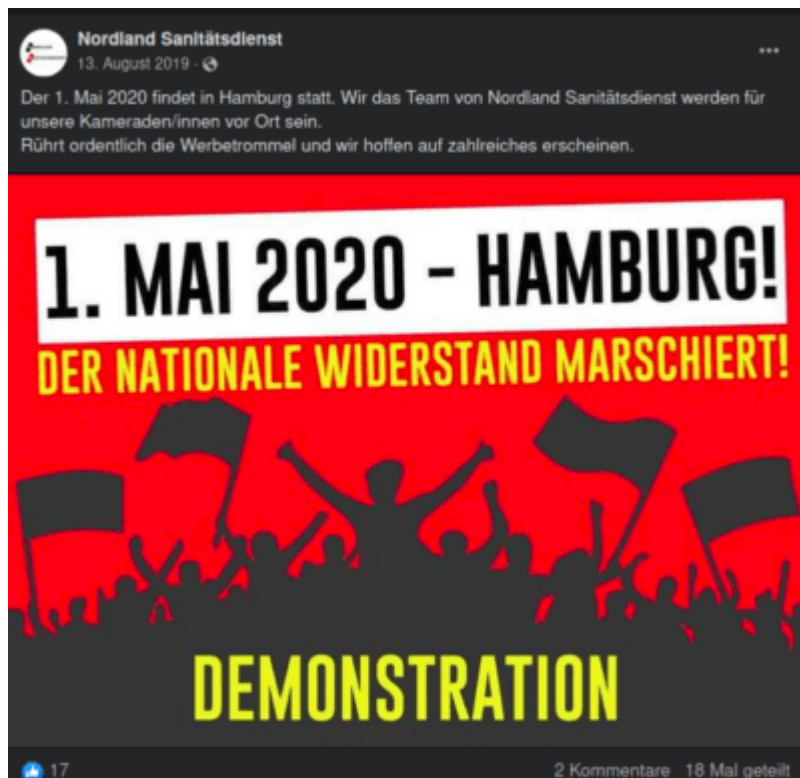 Nordland Sanitätsdienst
13. August 2019 ·
Der 1. Mai 2020 findet in Hamburg statt. Wir das Team von Nordland Sanitätsdienst werden für
unsere Kameraden/innen vor Ort sein.
Rührt ordentlich die Werbetrommel und wir hoffen auf zahlreiches erscheinen.
1. MAI 2020 - HAMBURG!
DER NATIONALE WIDERSTAND MARSCHIERT!
DEMONSTRATION
17
2 Kommentare 18 Mal geteilt